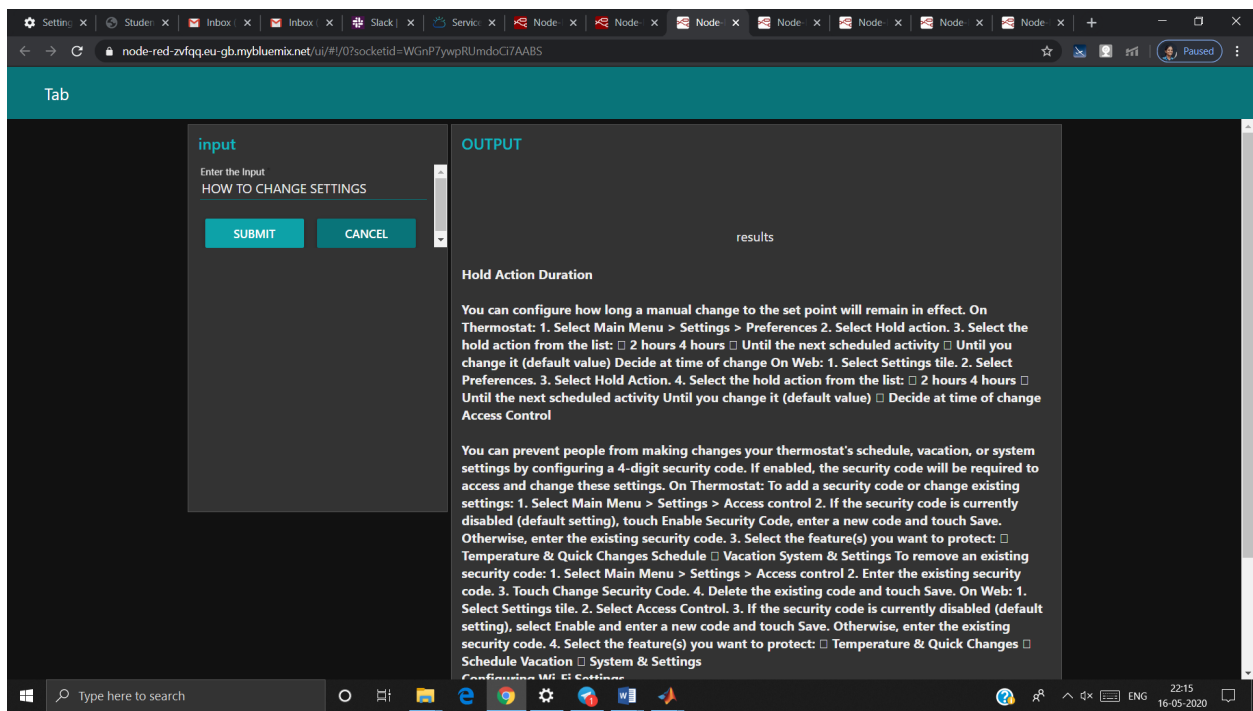 Setting
Studen
Inbox (
Inbox (
Slack |
Service
Node-
Node-
Node-
Node-
Node-
Node-
Node-
node-red-zvfqq.eu-gb.mybluemix.net/ui/#!/0?socketid=WGnP7ywpRUmdoCi7AABS
Paused
Tab
input
Enter the Input
HOW TO CHANGE SETTINGS
SUBMIT
CANCEL
OUTPUT
results
Hold Action Duration
You can configure how long a manual change to the set point will remain in effect. On
Thermostat: 1. Select Main Menu > Settings > Preferences 2. Select Hold action. 3. Select the
hold action from the list: □ 2 hours 4 hours □ Until the next scheduled activity □ Until you
change it (default value) Decide at time of change On Web: 1. Select Settings tile. 2. Select
Preferences. 3. Select Hold Action. 4. Select the hold action from the list: □ 2 hours 4 hours □
Until the next scheduled activity Until you change it (default value) □ Decide at time of change
Access Control
You can prevent people from making changes your thermostat's schedule, vacation, or system
settings by configuring a 4-digit security code. If enabled, the security code will be required to
access and change these settings. On Thermostat: To add a security code or change existing
settings: 1. Select Main Menu > Settings > Access control 2. If the security code is currently
disabled (default setting), touch Enable Security Code, enter a new code and touch Save.
Otherwise, enter the existing security code. 3. Select the feature(s) you want to protect: □
Temperature & Quick Changes Schedule □ Vacation System & Settings To remove an existing
security code: 1. Select Main Menu > Settings > Access control 2. Enter the existing security
code. 3. Touch Change Security Code. 4. Delete the existing code and touch Save. On Web: 1.
Select Settings tile. 2. Select Access Control. 3. If the security code is currently disabled (default
setting), select Enable and enter a new code and touch Save. Otherwise, enter the existing
security code. 4. Select the feature(s) you want to protect: □ Temperature & Quick Changes □
Schedule Vacation □ System & Settings
Configuring Wi-Fi Settings
Type here to search
ENG
22:15
16-05-2020